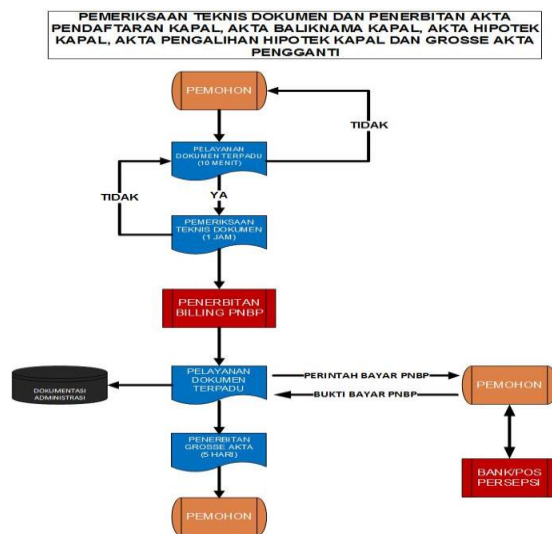 PEMERIKSAAN TEKNIS DOKUMEN DAN PENERBITAN AKTA
PENDAFTARAN KAPAL, AKTA BALIKNAMA KAPAL, AKTA HIPOTEK
KAPAL, AKTA PENGALIHAN HIPOTEK KAPAL DAN GROSSE AKTA
PENGGANTI
PEMOHON
TIDAK
PELAYANAN
DOKUMEN TERPADU
(10 MENIT)
YA
TIDAK
PEMERIKSAAN
TEKNIS DOKUMEN
(1 JAM)
PENERBITAN
BILLING PNBP
PELAYANAN
DOKUMEN
TERPADU
PERINTAH BAYAR PNBP
BUKTI BAYAR PNBP
PEMOHON
DOKUMENTASI
ADMINISTRASI
PENERBITAN
GROSSE AKTA
(5 HARI)
BANK/POS
PERSEPSI
PEMOHON